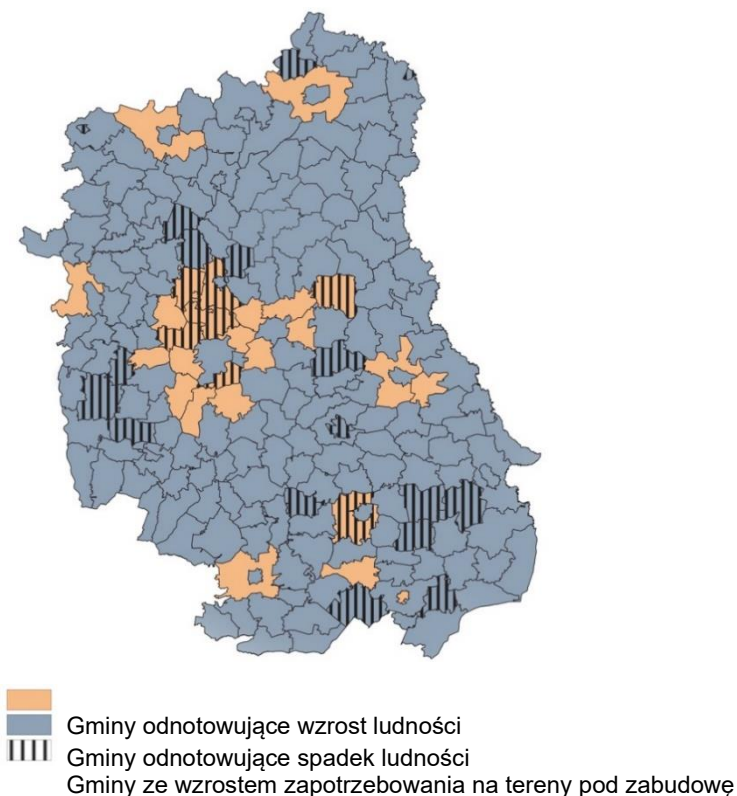 Gminy odnotowujące wzrost ludności
Gminy odnotowujące spadek ludności
Gminy ze wzrostem zapotrzebowania na tereny pod zabudowę